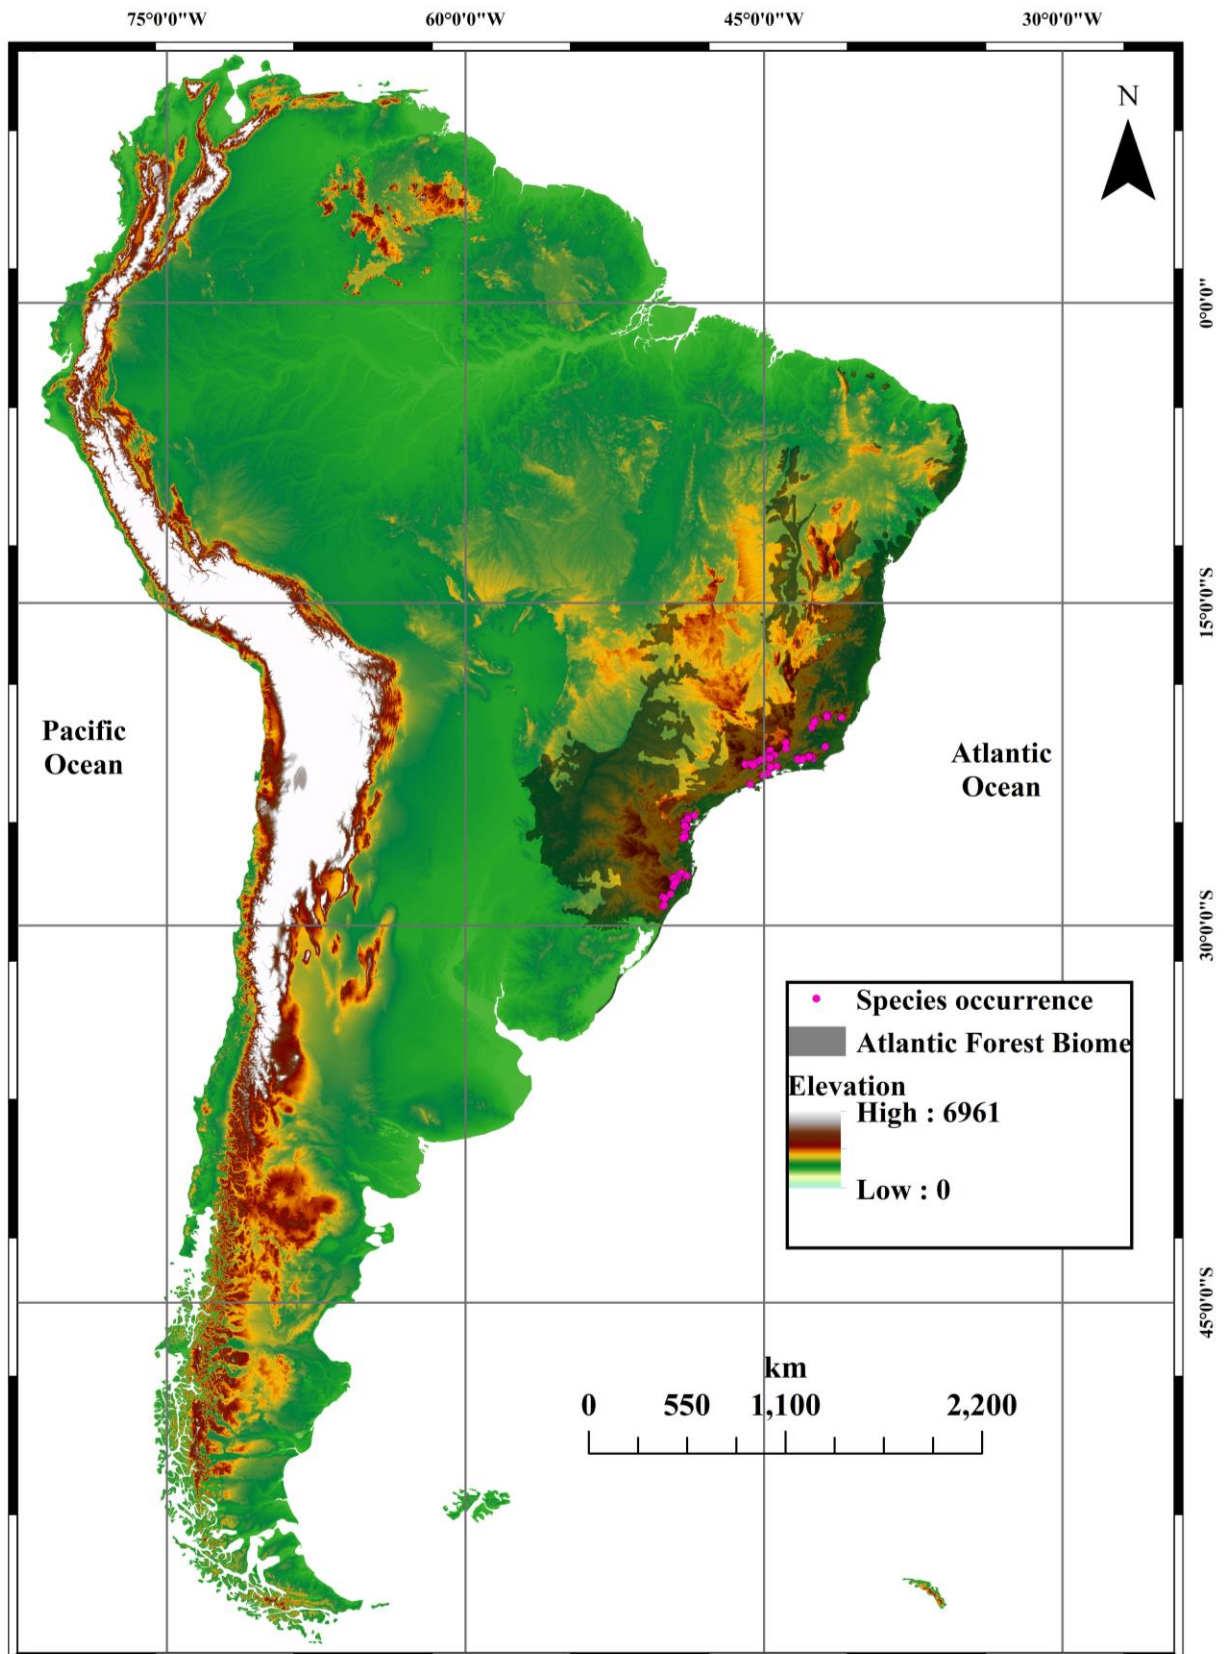 75°0'0"W 60°0'0"W 45°0'0"W 30°0'0"W
N
0°0'0"
15°0'0"S
Pacific
Ocean
Atlantic
Ocean
30°0'0"S
Species occurrence
Atlantic Forest Biome
Elevation
High : 6961
Low : 0
45°0'0"S
km
0 550 1,100 2,200